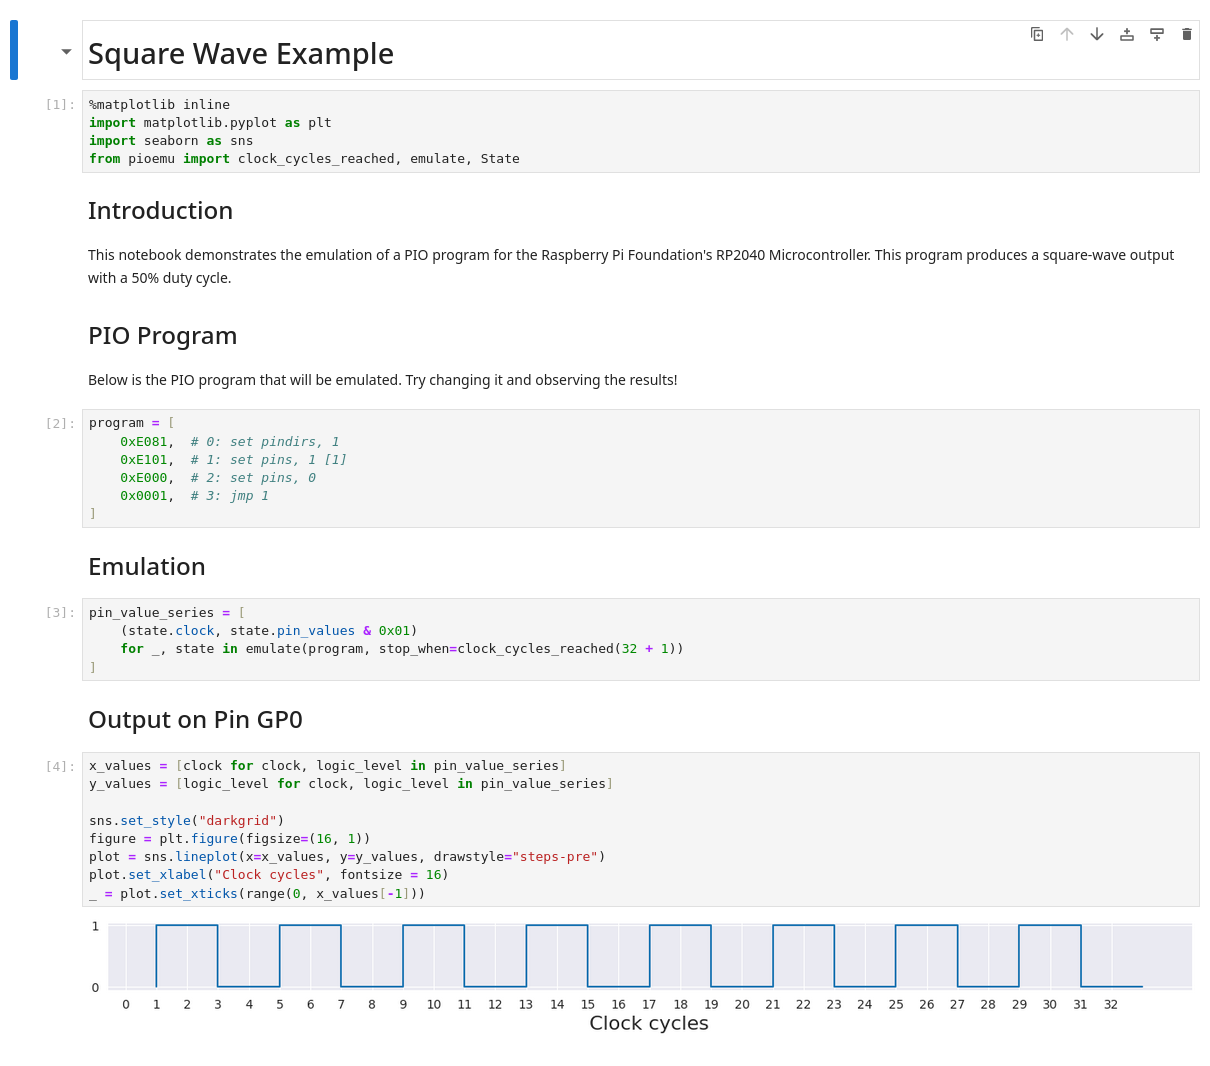 Square Wave Example
[1]:
%matplotlib inline
import matplotlib.pyplot as plt
import seaborn as sns
from pioemu import clock_cycles_reached, emulate, State
Introduction
This notebook demonstrates the emulation of a PIO program for the Raspberry Pi Foundation's RP2040 Microcontroller. This program produces a square-wave output
with a 50% duty cycle.
PIO Program
Below is the PIO program that will be emulated. Try changing it and observing the results!
[2]:
program = [
    0xE081,  # 0: set pindirs, 1
    0xE101,  # 1: set pins, 1 [1]
    0xE000,  # 2: set pins, 0
    0x0001,  # 3: jmp 1
]
Emulation
[3]:
pin_value_series = [
    (state.clock, state.pin_values & 0x01)
    for _, state in emulate(program, stop_when=clock_cycles_reached(32 + 1))
]
Output on Pin GP0
[4]:
x_values = [clock for clock, logic_level in pin_value_series]
y_values = [logic_level for clock, logic_level in pin_value_series]
sns.set_style("darkgrid")
figure = plt.figure(figsize=(16, 1))
plot = sns.lineplot(x=x_values, y=y_values, drawstyle="steps-pre")
plot.set_xlabel("Clock cycles", fontsize = 16)
_ = plot.set_xticks(range(0, x_values[-1]))
1
0
0 1 2 3 4 5 6 7 8 9 10 11 12 13 14 15 16 17 18 19 20 21 22 23 24 25 26 27 28 29 30 31 32
Clock cycles